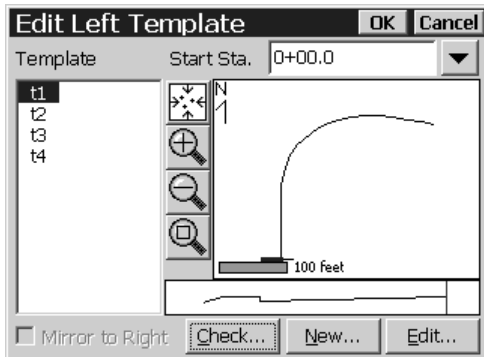 Edit Left Template OK Cancel
Template Start Sta. 0+00.0
t1
t2
t3
t4
N
100 feet
Mirror to Right Check... New... Edit...